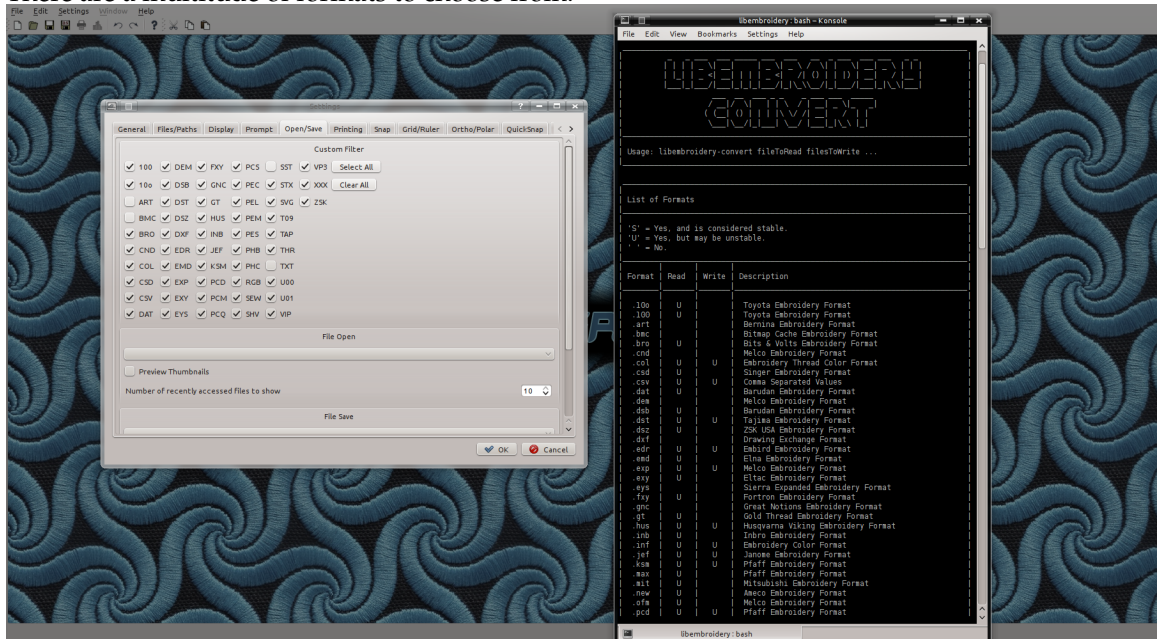 There are a multitude of formats to choose from.
File Edit Settings Window Help
Settings
General Files/Paths Display Prompt Open/Save Printing Snap Grid/Ruler Ortho/Polar QuickSnap
Custom Filter
100 DEM FXY PCS SST VP3 Select All
10o DSB GNC PEC STX XXX Clear All
ART DST GT PEL SVG ZSK
BMC DSZ HUS PEM T09
BRO DXF INB PES TAP
CND EDR JEF PHB THR
COL EMD KSM PHC TXT
CSD EXP PCD RGB U00
CSV EXY PCM SEW U01
DAT EYS PCQ SHV VIP
File Open
Preview Thumbnails
Number of recently accessed files to show 10
File Save
OK Cancel
libembroidery : bash – Konsole
File Edit View Bookmarks Settings Help
LIBEMBROIDERY
CONVERT
Usage: libembroidery-convert fileToRead filesToWrite ...
List of Formats
'S' = Yes, and is considered stable.
'U' = Yes, but may be unstable.
' ' = No.
Format | Read | Write | Description
.10o | U | | Toyota Embroidery Format
.100 | U | | Toyota Embroidery Format
.art | | | Bernina Embroidery Format
.bmc | | | Bitmap Cache Embroidery Format
.bro | U | | Bits & Volts Embroidery Format
.cnd | | | Melco Embroidery Format
.col | U | U | Embroidery Thread Color Format
.csd | U | | Singer Embroidery Format
.csv | U | U | Comma Separated Values
.dat | U | | Barudan Embroidery Format
.dem | | | Melco Embroidery Format
.dsb | U | | Barudan Embroidery Format
.dst | U | U | Tajima Embroidery Format
.dsz | U | | ZSK USA Embroidery Format
.dxf | | | Drawing Exchange Format
.edr | U | U | Embird Embroidery Format
.emd | U | | Elna Embroidery Format
.exp | U | U | Melco Embroidery Format
.exy | U | | Eltac Embroidery Format
.eys | | | Sierra Expanded Embroidery Format
.fxy | U | | Fortron Embroidery Format
.gnc | | | Great Notions Embroidery Format
.gt | U | | Gold Thread Embroidery Format
.hus | U | U | Husqvarna Viking Embroidery Format
.inb | U | | Inbro Embroidery Format
.inf | U | U | Embroidery Color Format
.jef | U | U | Janome Embroidery Format
.ksm | U | U | Pfaff Embroidery Format
.max | U | | Pfaff Embroidery Format
.mit | U | | Mitsubishi Embroidery Format
.new | U | | Ameco Embroidery Format
.ofm | U | | Melco Embroidery Format
.pcd | U | U | Pfaff Embroidery Format
libembroidery : bash